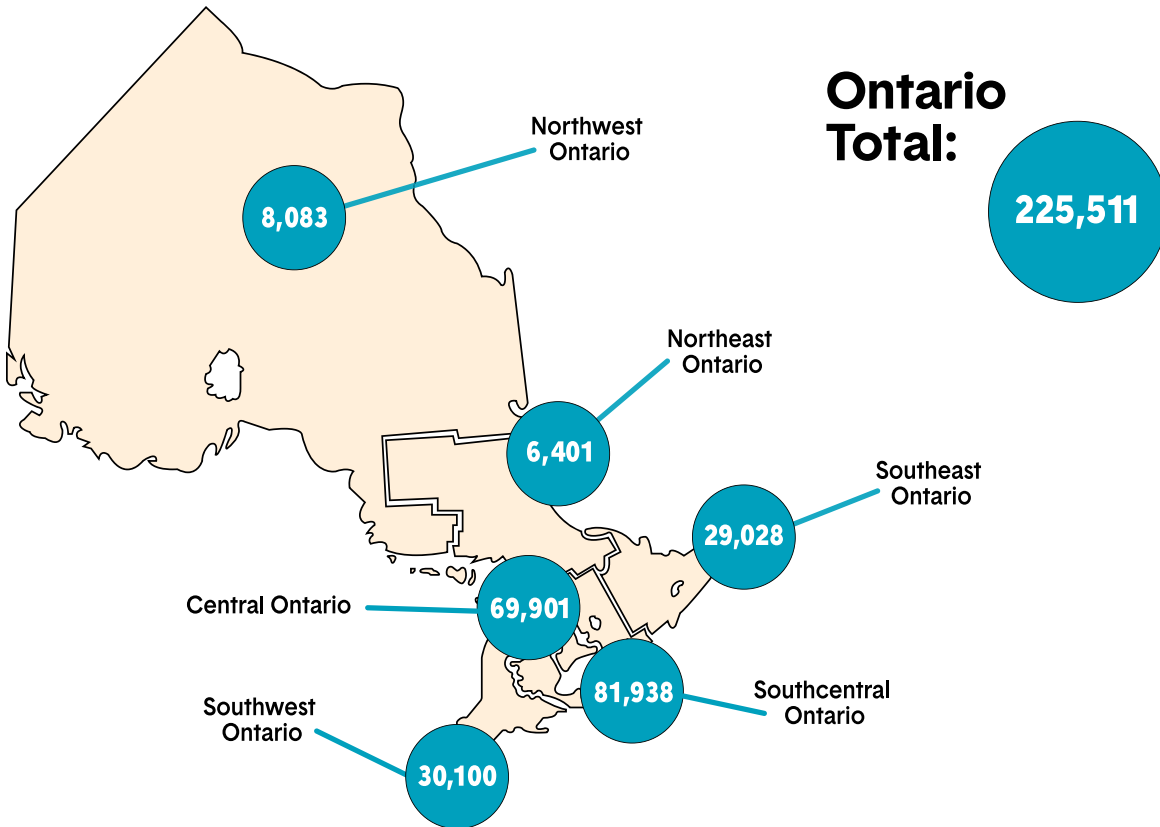 Ontario
Total:
225,511
Northwest
Ontario
8,083
Northeast
Ontario
6,401
Southeast
Ontario
29,028
Central Ontario
69,901
Southcentral
Ontario
81,938
Southwest
Ontario
30,100